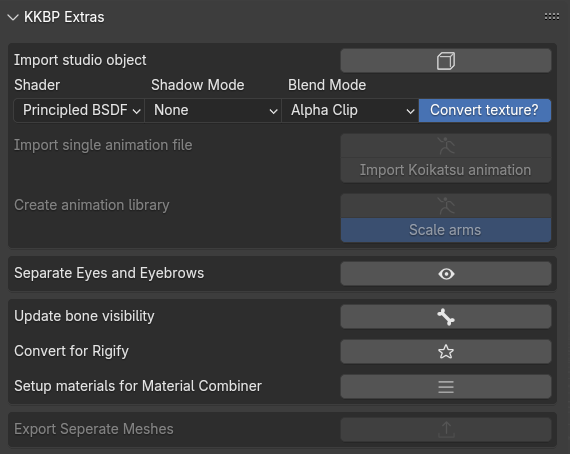 KKBP Extras
Import studio object
Shader Shadow Mode Blend Mode
Principled BSDF None Alpha Clip Convert texture?
Import single animation file
Import Koikatsu animation
Create animation library
Scale arms
Separate Eyes and Eyebrows
Update bone visibility
Convert for Rigify
Setup materials for Material Combiner
Export Seperate Meshes